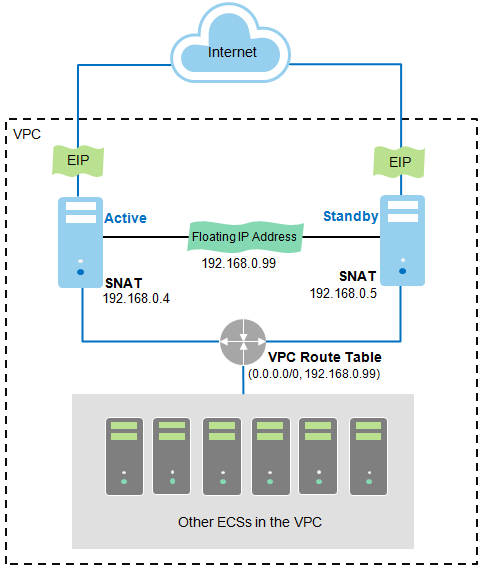 Internet
VPC
EIP
EIP
Active
Standby
Floating IP Address
192.168.0.99
SNAT
192.168.0.4
SNAT
192.168.0.5
VPC Route Table
(0.0.0.0/0, 192.168.0.99)
Other ECSs in the VPC